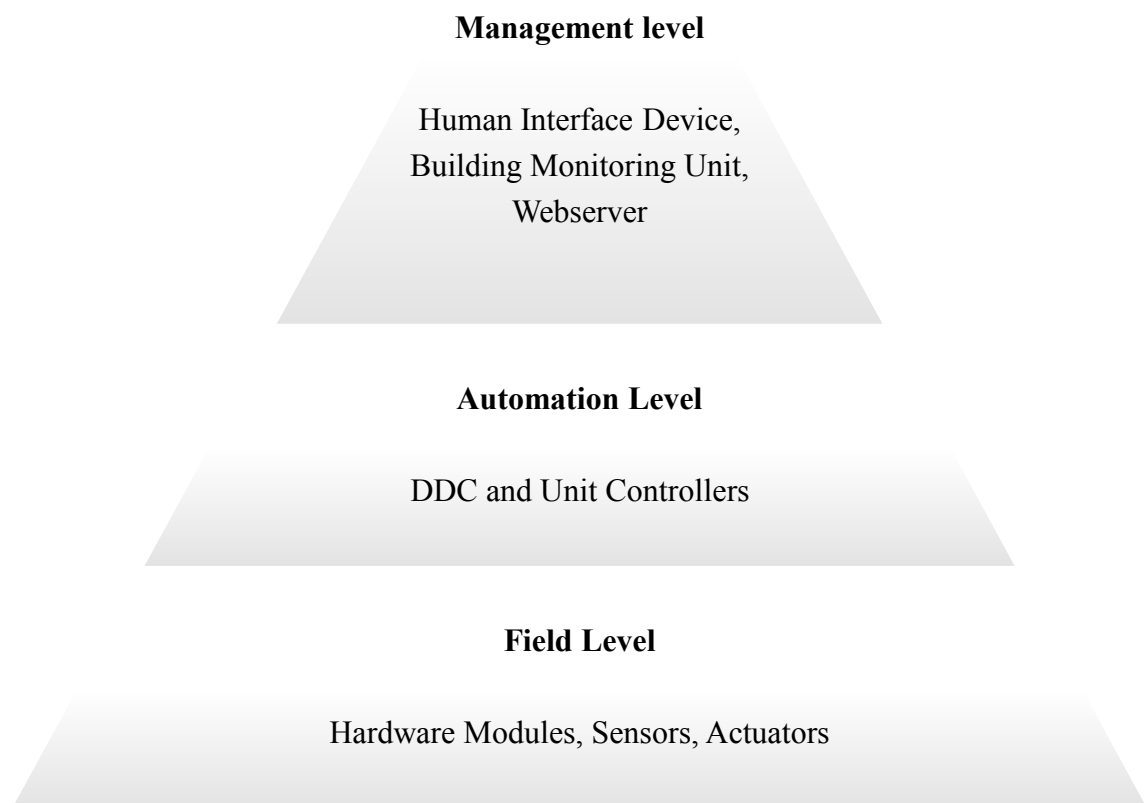 Management level
Human Interface Device,
Building Monitoring Unit,
Webserver
Automation Level
DDC and Unit Controllers
Field Level
Hardware Modules, Sensors, Actuators